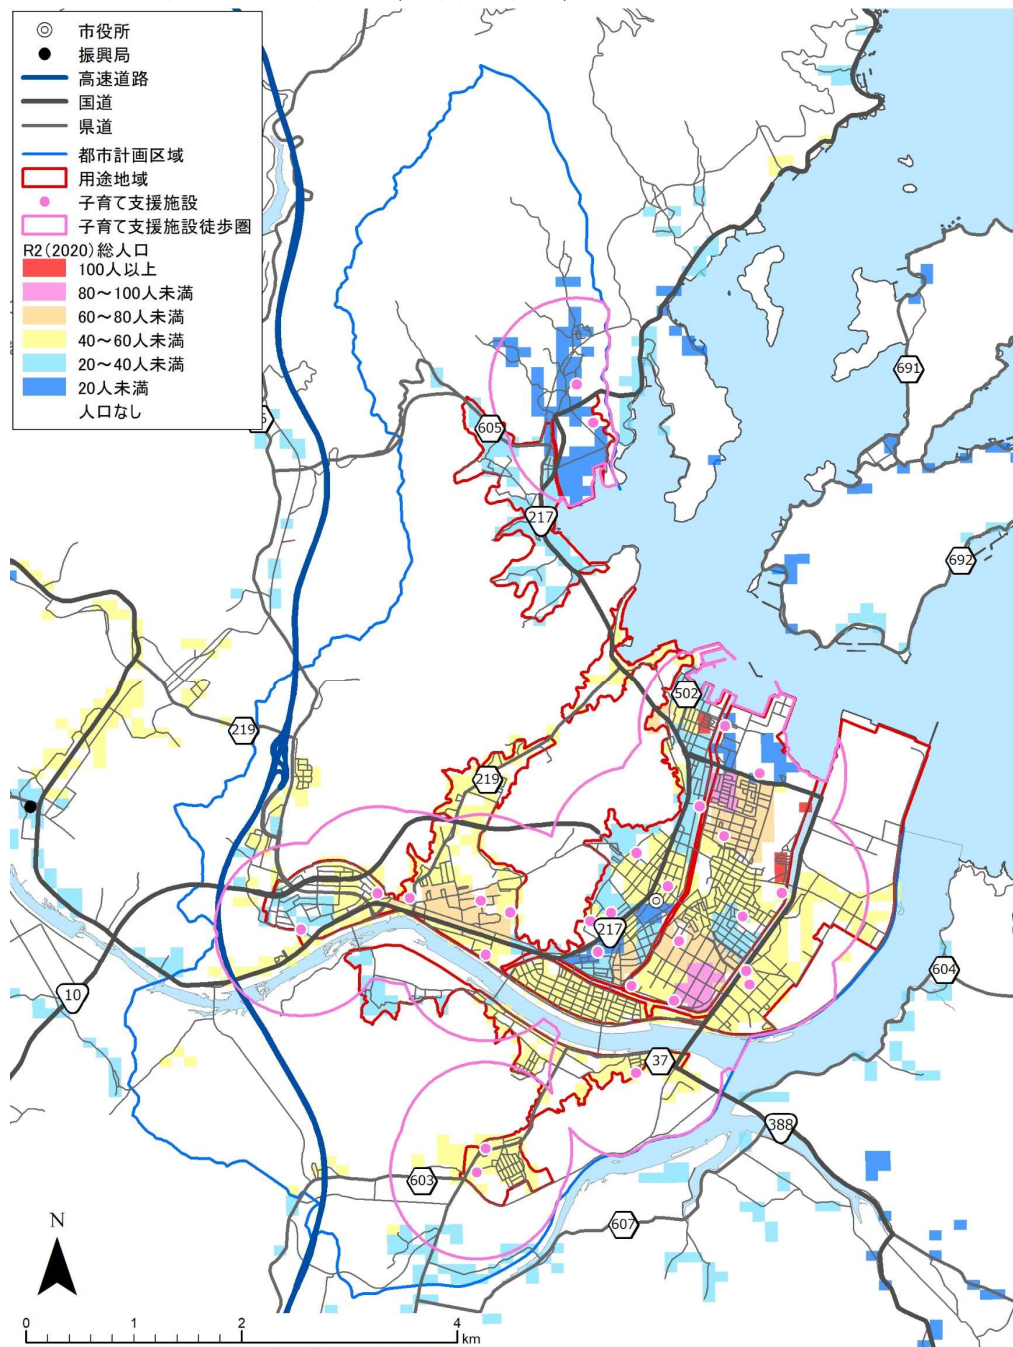 市役所
振興局
高速道路
国道
県道
都市計画区域
用途地域
子育て支援施設
子育て支援施設徒歩圏
R2(2020)総人口
100人以上
80～100人未満
60～80人未満
40～60人未満
20～40人未満
20人未満
人口なし
691
605
217
692
502
219
219
217
604
10
37
388
603
607
N
0 2 4
km